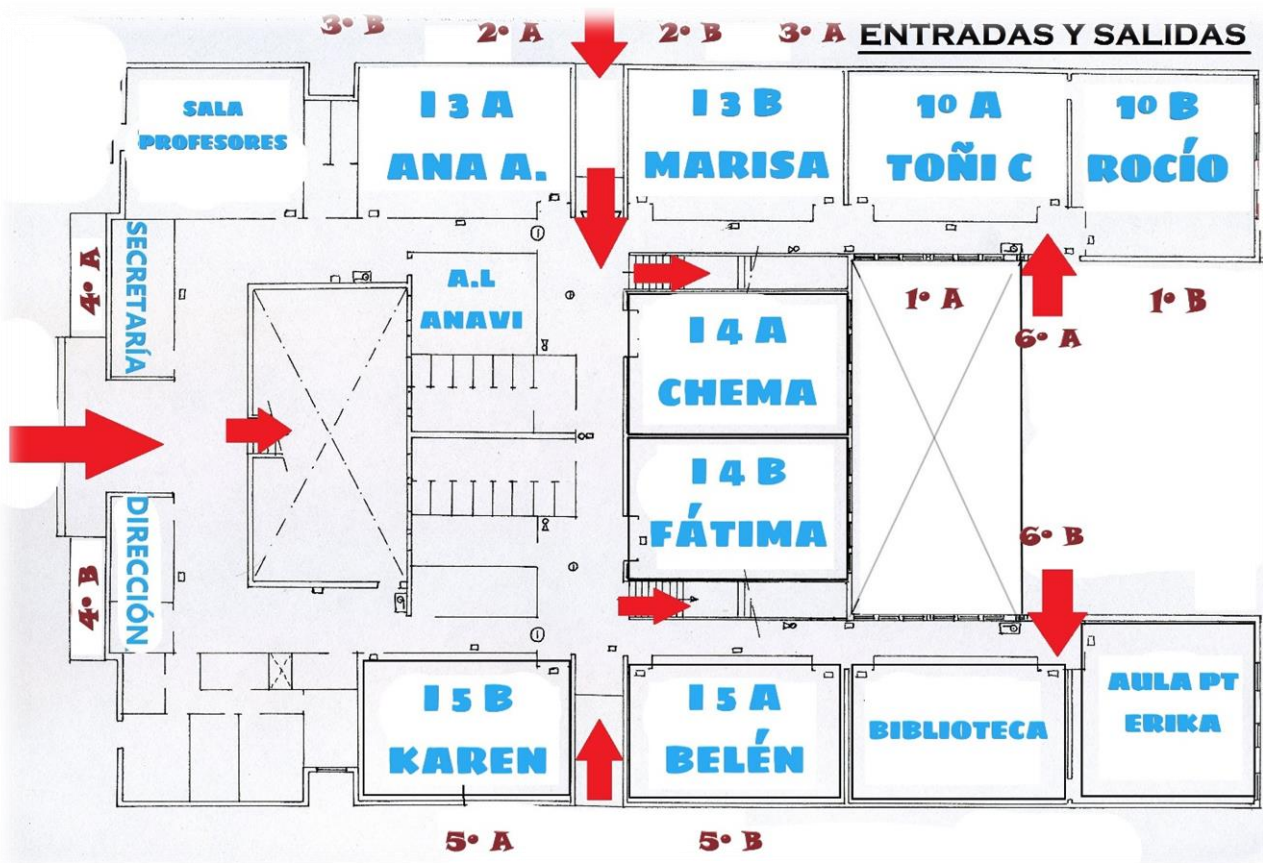 3º B
2º A
2º B
3º A
ENTRADAS Y SALIDAS
SALA
PROFESORES
I 3 A
ANA A.
I 3 B
MARISA
1º A
TOÑI C
1º B
ROCÍO
4º A
SECRETARÍA
A.L
ANAVI
I 4 A
CHEMA
1º A
6º A
1º B
I 4 B
FÁTIMA
6º B
4º B
DIRECCIÓN
I 5 B
KAREN
I 5 A
BELÉN
BIBLIOTECA
AULA PT
ERIKA
5º A
5º B